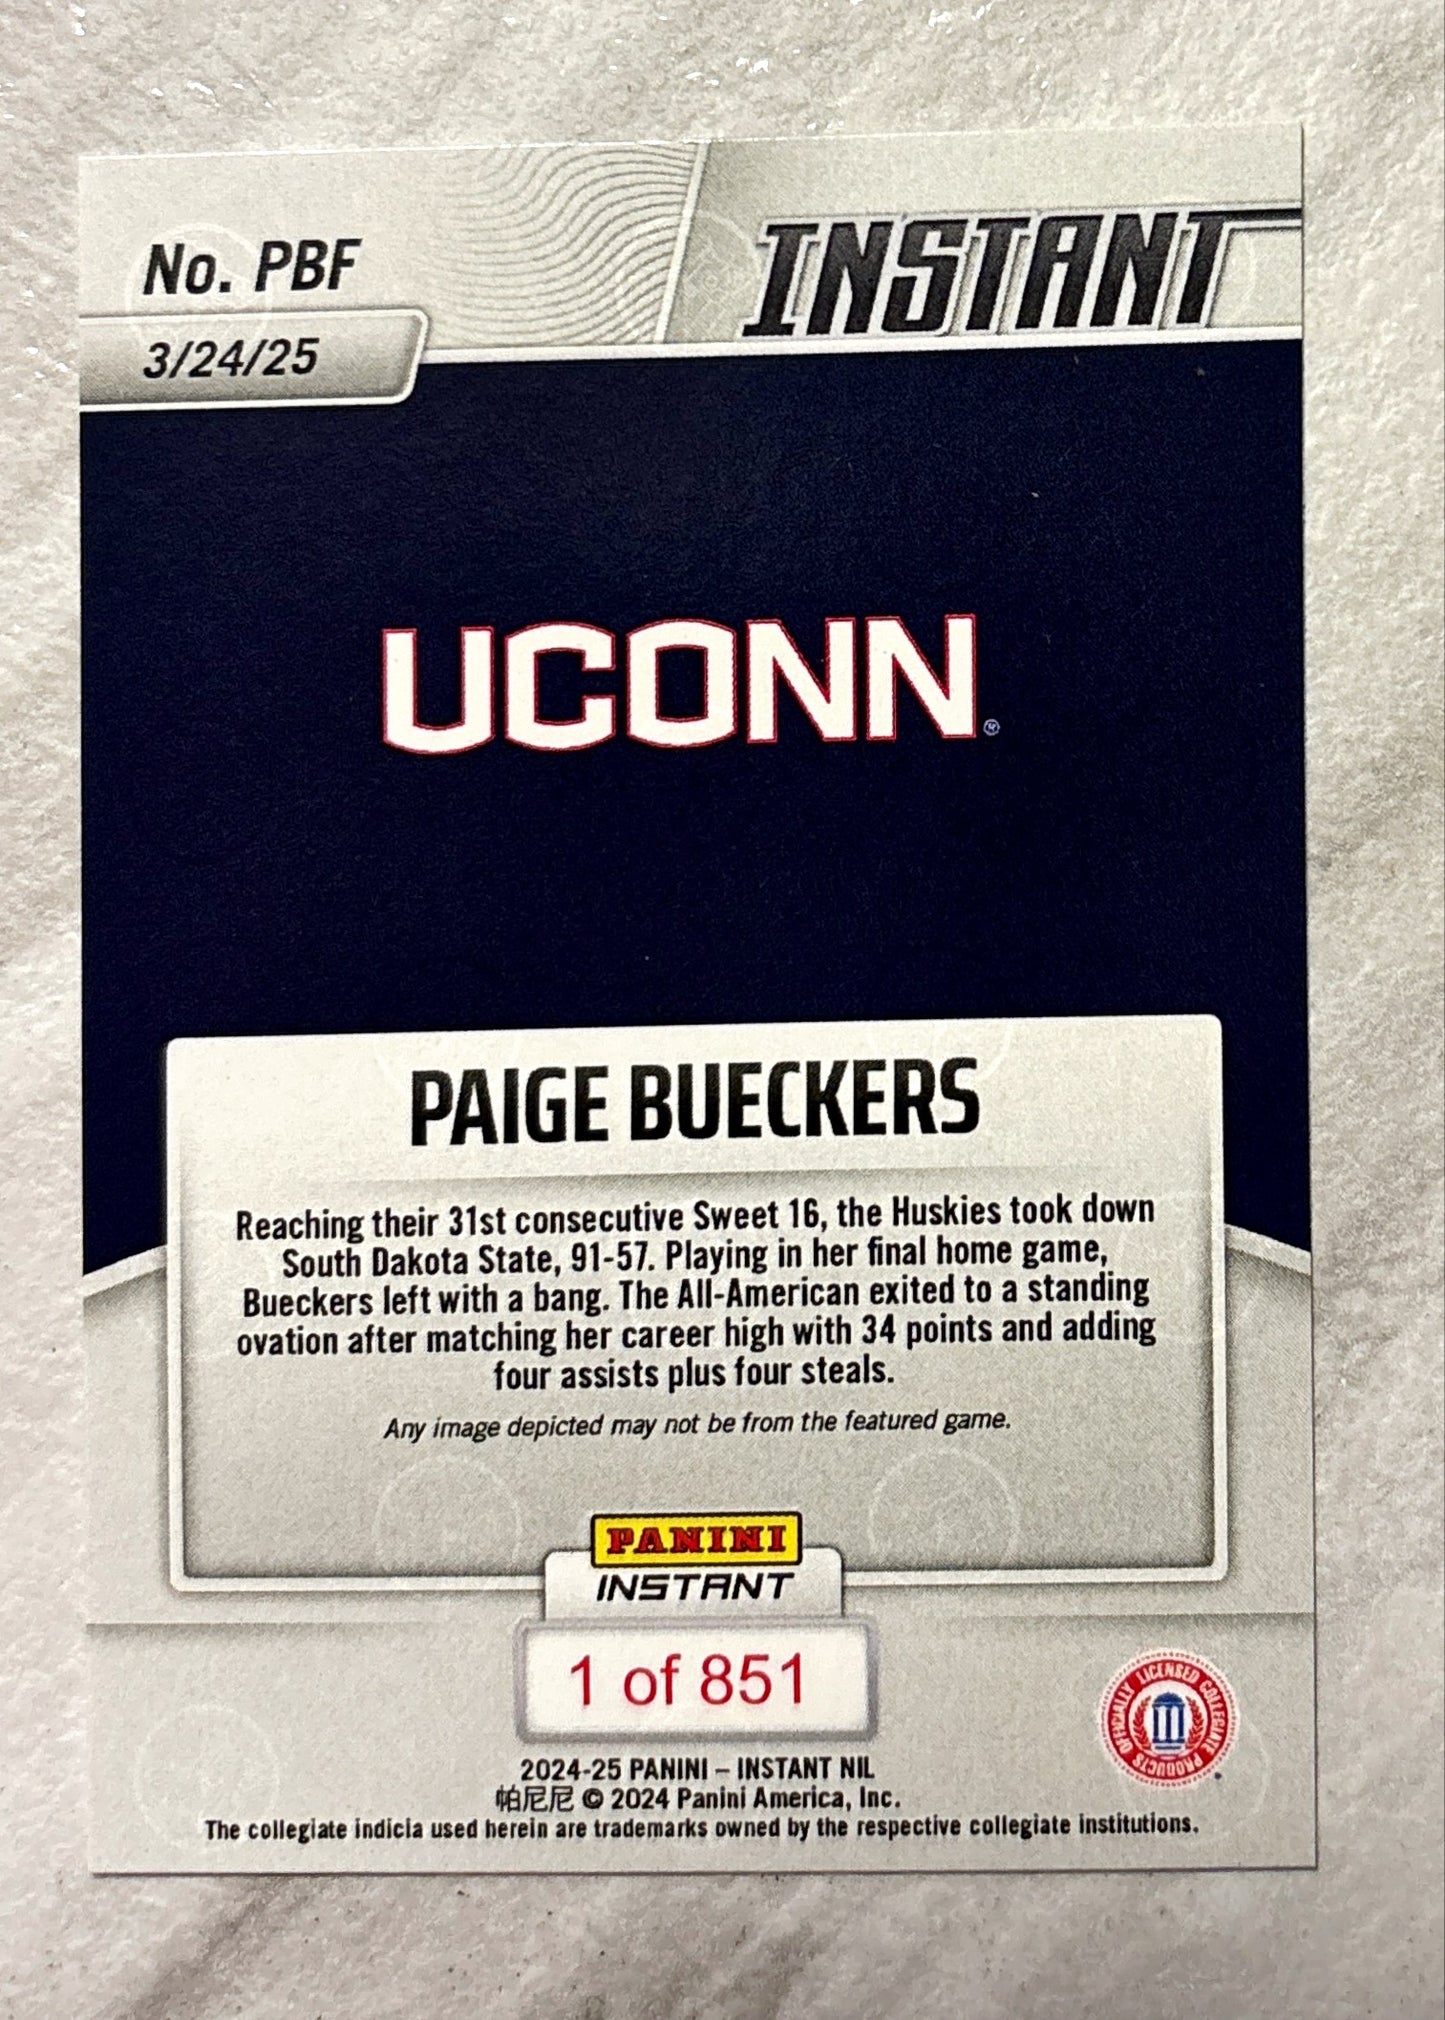 No. PBF
INSTANT
3/24/25
UCONN
PAIGE BUECKERS
Reaching their 31st consecutive Sweet 16, the Huskies took down
South Dakota State, 91-57. Playing in her final home game,
Bueckers left with a bang. The All-American exited to a standing
ovation after matching her career high with 34 points and adding
four assists plus four steals.
Any image depicted may not be from the featured game.
PANINI
INSTANT
1 of 851
OFFICIALLY LICENSED COLLEGIATE PRODUCTS
2024-25 PANINI – INSTANT NIL
帕尼尼 © 2024 Panini America, Inc.
The collegiate indicia used herein are trademarks owned by the respective collegiate institutions.